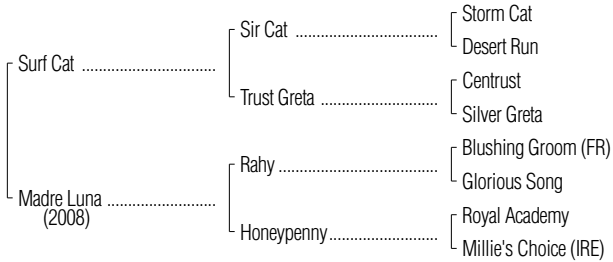 Storm Cat
Sir Cat ..................................
Desert Run
Surf Cat ................................
Centrust
Trust Greta ............................
Silver Greta
Blushing Groom (FR)
Rahy ......................................
Glorious Song
Madre Luna ..........................
(2008)
Royal Academy
Honeypenny..........................
Millie's Choice (IRE)